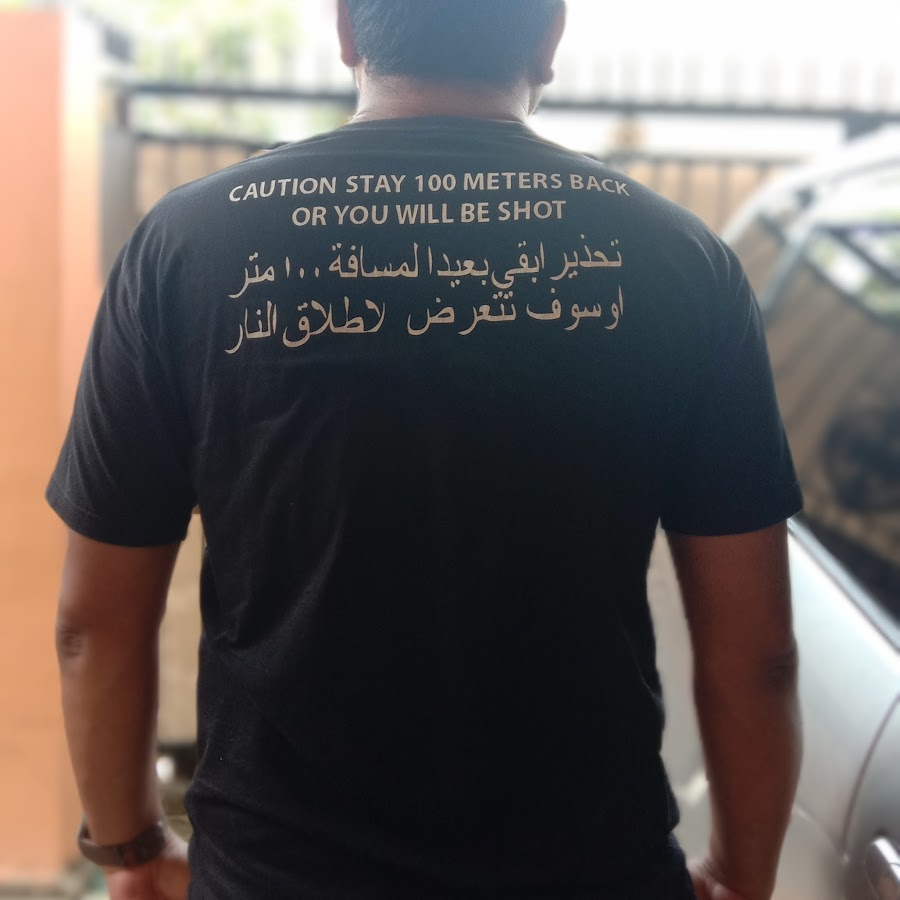 CAUTION STAY 100 METERS BACK
OR YOU WILL BE SHOT
تحذير ابقي بعيدا لمسافة ١٠٠ متر
او سوف تتعرض لاطلاق النار